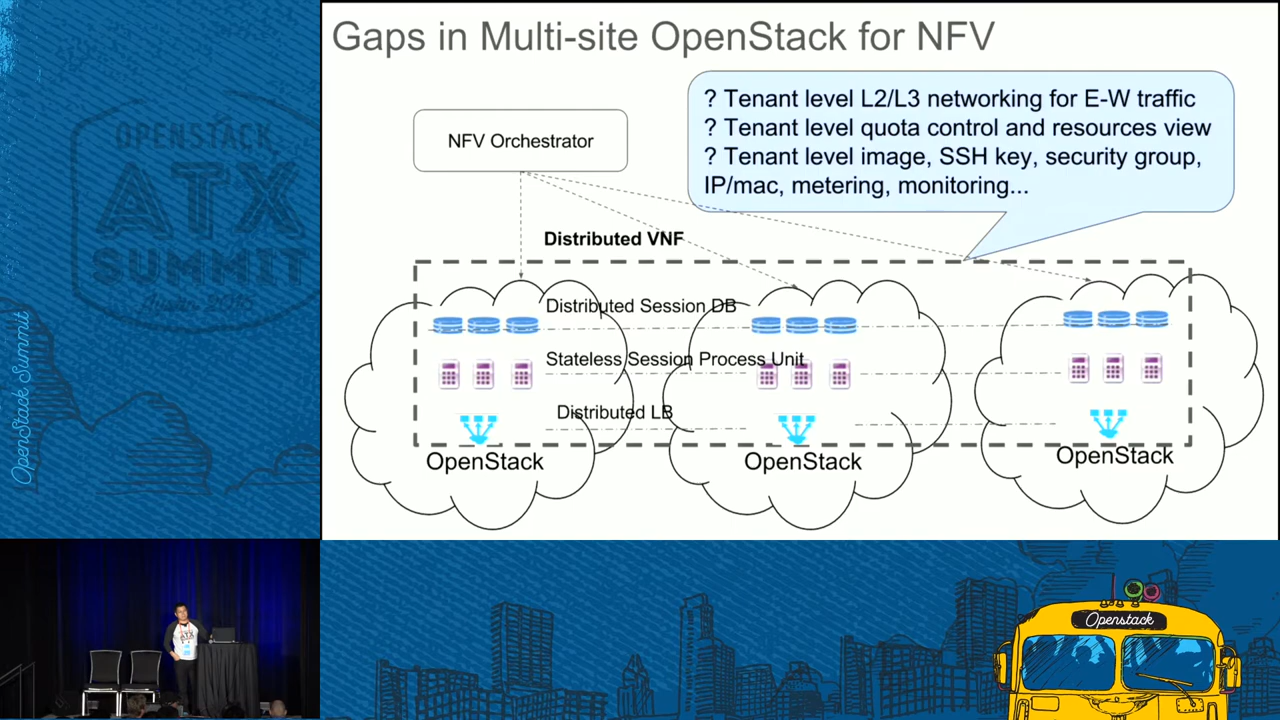 Gaps in Multi-site OpenStack for NFV
? Tenant level L2/L3 networking for E-W traffic
? Tenant level quota control and resources view
? Tenant level image, SSH key, security group,
IP/mac, metering, monitoring...
NFV Orchestrator
Distributed VNF
Distributed Session DB
Stateless Session Process Unit
Distributed LB
OpenStack
OpenStack
OpenStack
OPENSTACK
ATX
SUMMIT
OpenStack Summit
Openstack